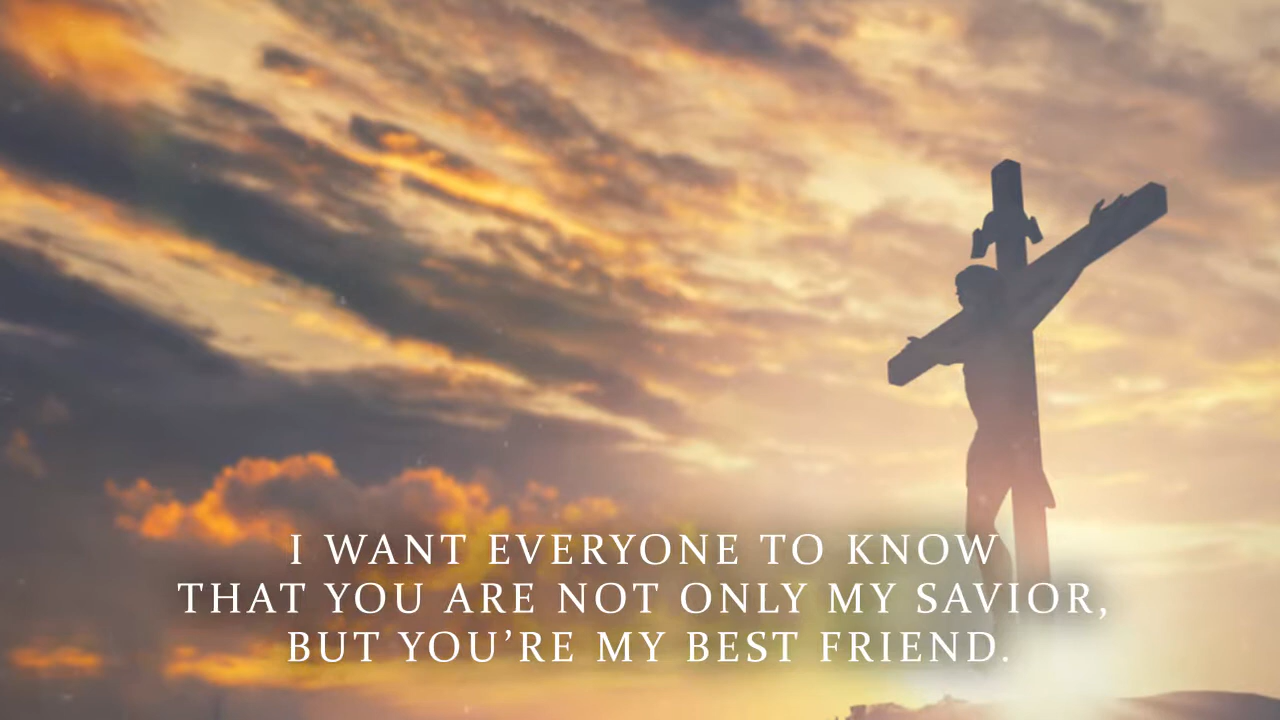 I WANT EVERYONE TO KNOW
THAT YOU ARE NOT ONLY MY SAVIOR,
BUT YOU’RE MY BEST FRIEND.